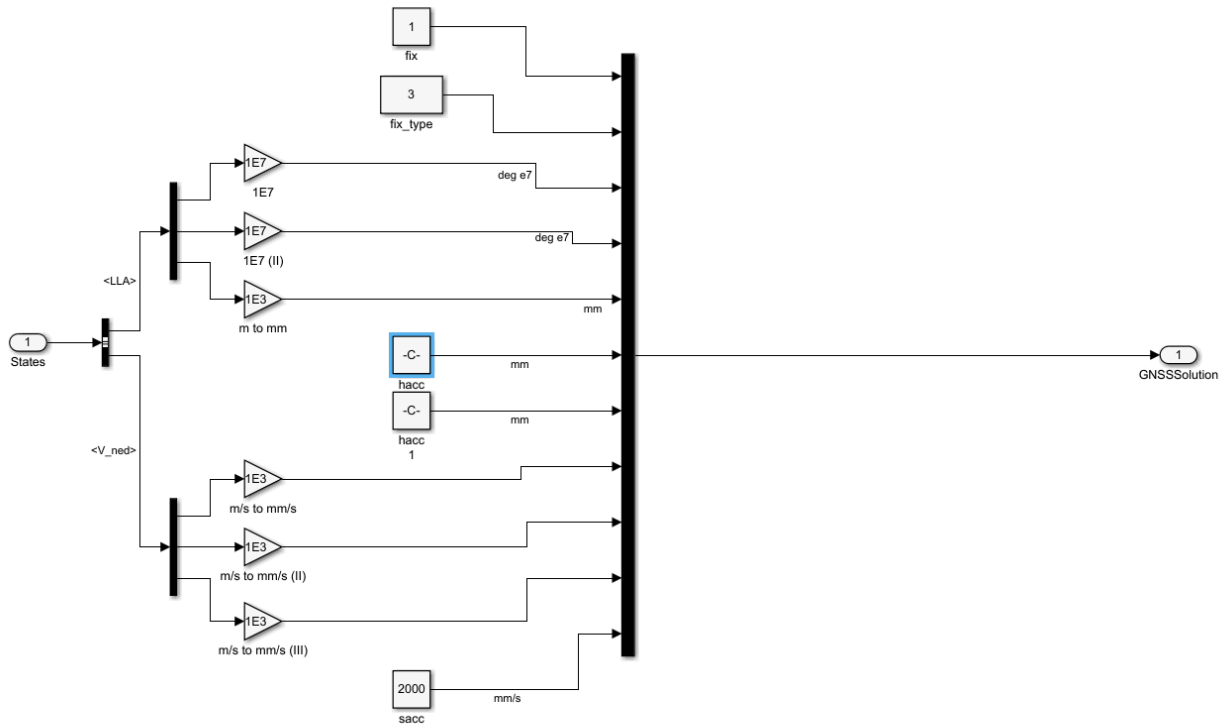 1
fix
3
fix_type
1E7
1E7
deg e7
1E7
1E7 (II)
deg e7
<LLA>
1E3
m to mm
mm
1
States
-C-
hacc
mm
1
GNSSSolution
-C-
hacc
1
mm
<V_ned>
1E3
m/s to mm/s
1E3
m/s to mm/s (II)
1E3
m/s to mm/s (III)
2000
sacc
mm/s